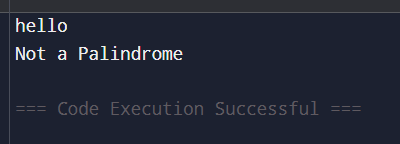 hello
Not a Palindrome
=== Code Execution Successful ===